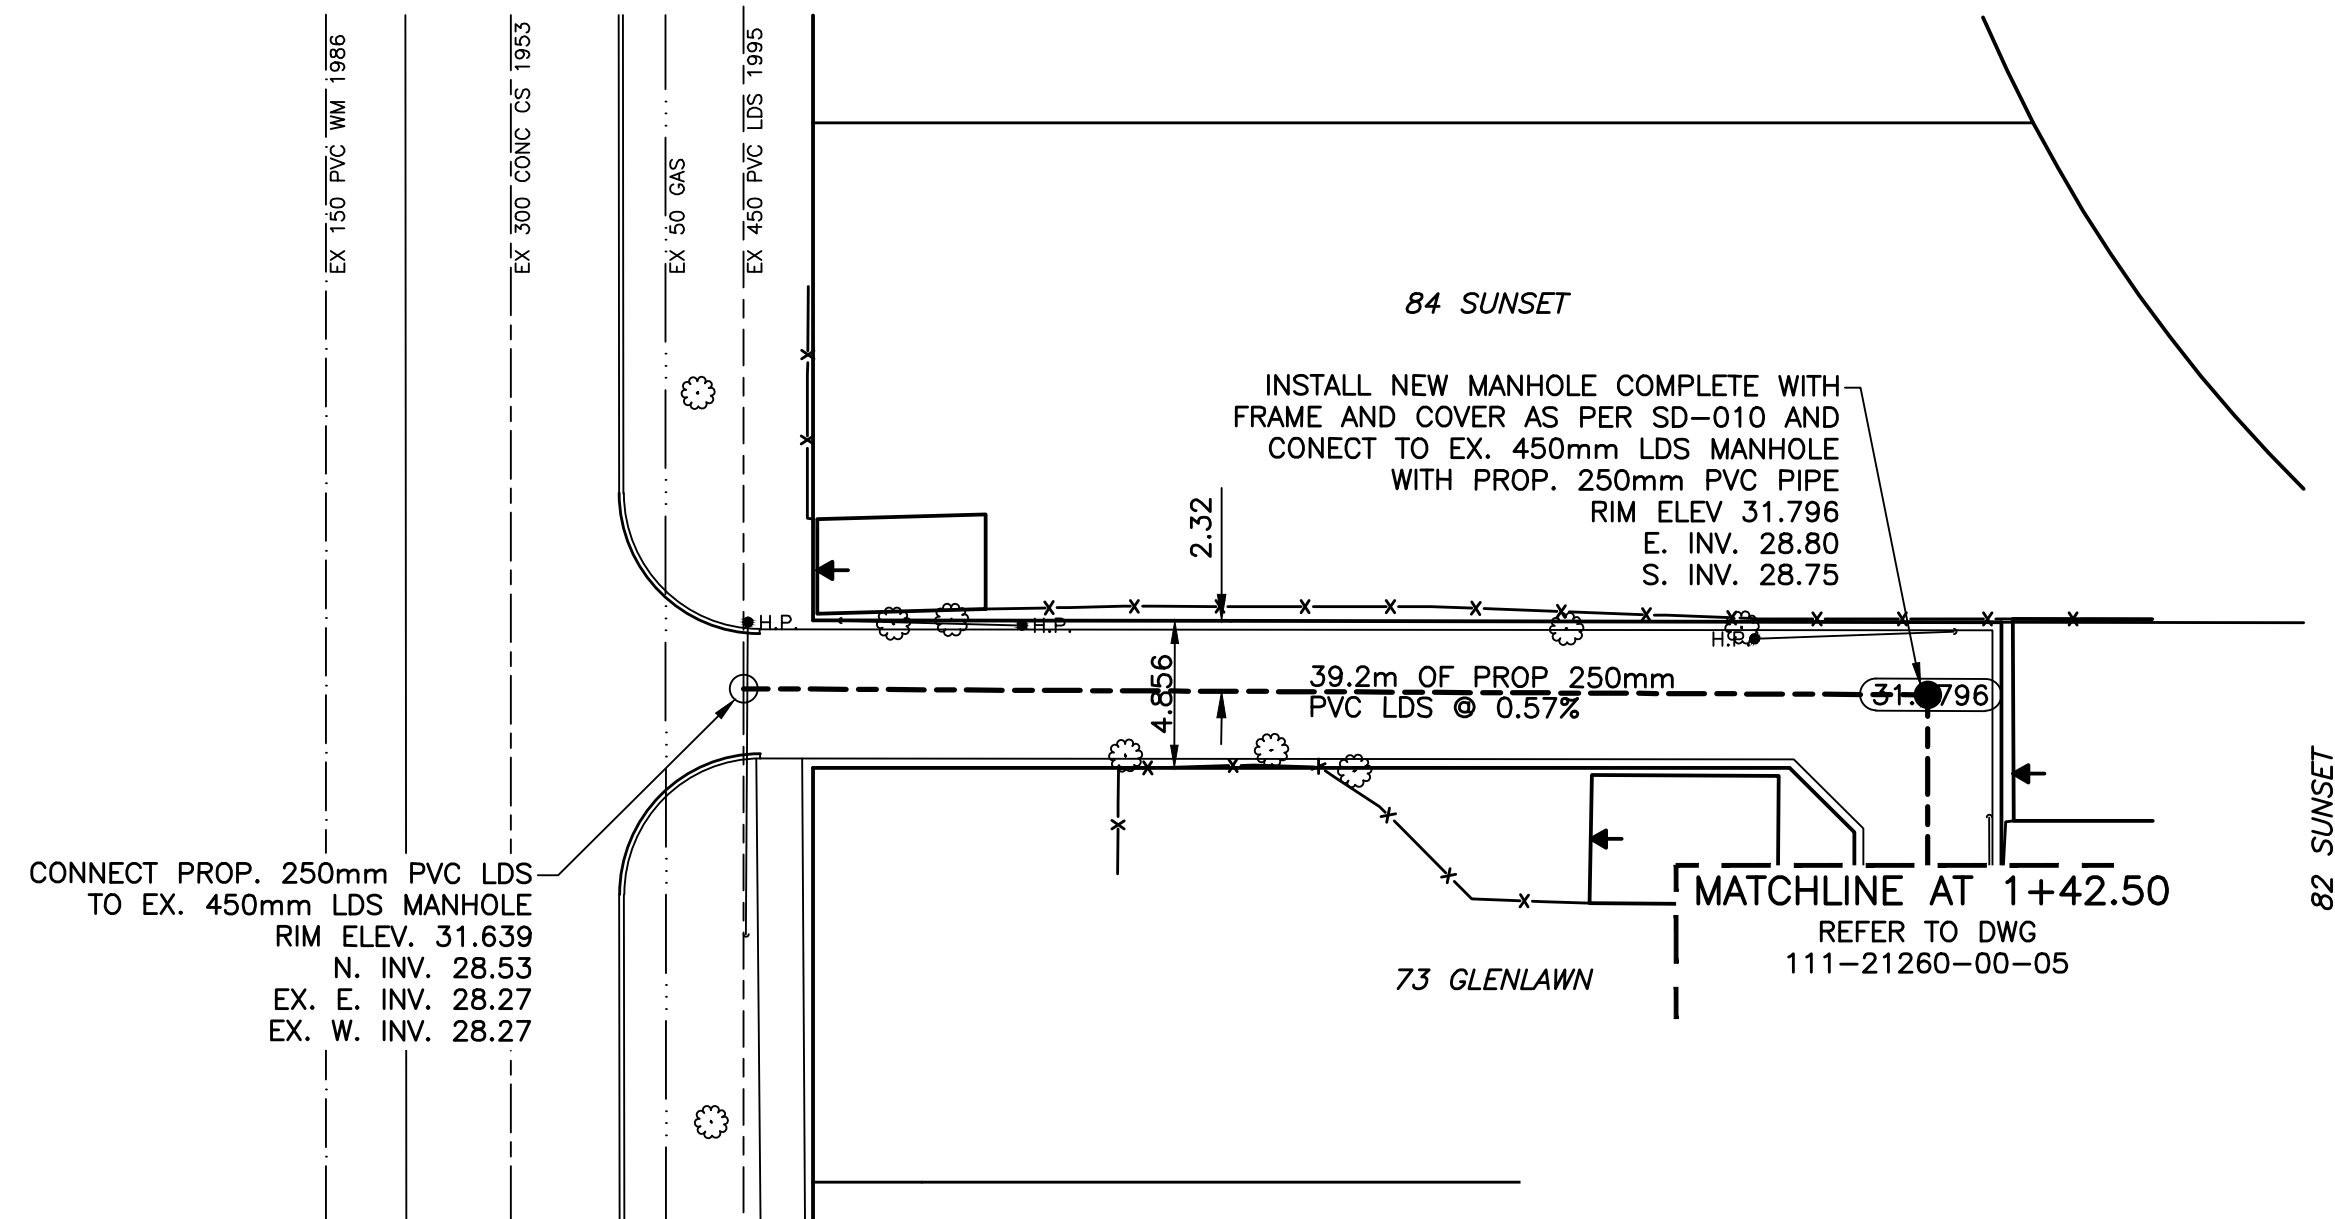 EX 150 PVC WM 1986
EX 300 CONC CS 1953
EX 50 GAS
EX 450 PVC LDS 1995
84 SUNSET
INSTALL NEW MANHOLE COMPLETE WITH
FRAME AND COVER AS PER SD-010 AND
CONECT TO EX. 450mm LDS MANHOLE
WITH PROP. 250mm PVC PIPE
RIM ELEV 31.796
E. INV. 28.80
S. INV. 28.75
2.32
H.P.
H.P.
H.P.
4.856
39.2m OF PROP 250mm
PVC LDS @ 0.57%
31.796
82 SUNSET
CONNECT PROP. 250mm PVC LDS
TO EX. 450mm LDS MANHOLE
RIM ELEV. 31.639
N. INV. 28.53
EX. E. INV. 28.27
EX. W. INV. 28.27
MATCHLINE AT 1+42.50
REFER TO DWG
111-21260-00-05
73 GLENLAWN